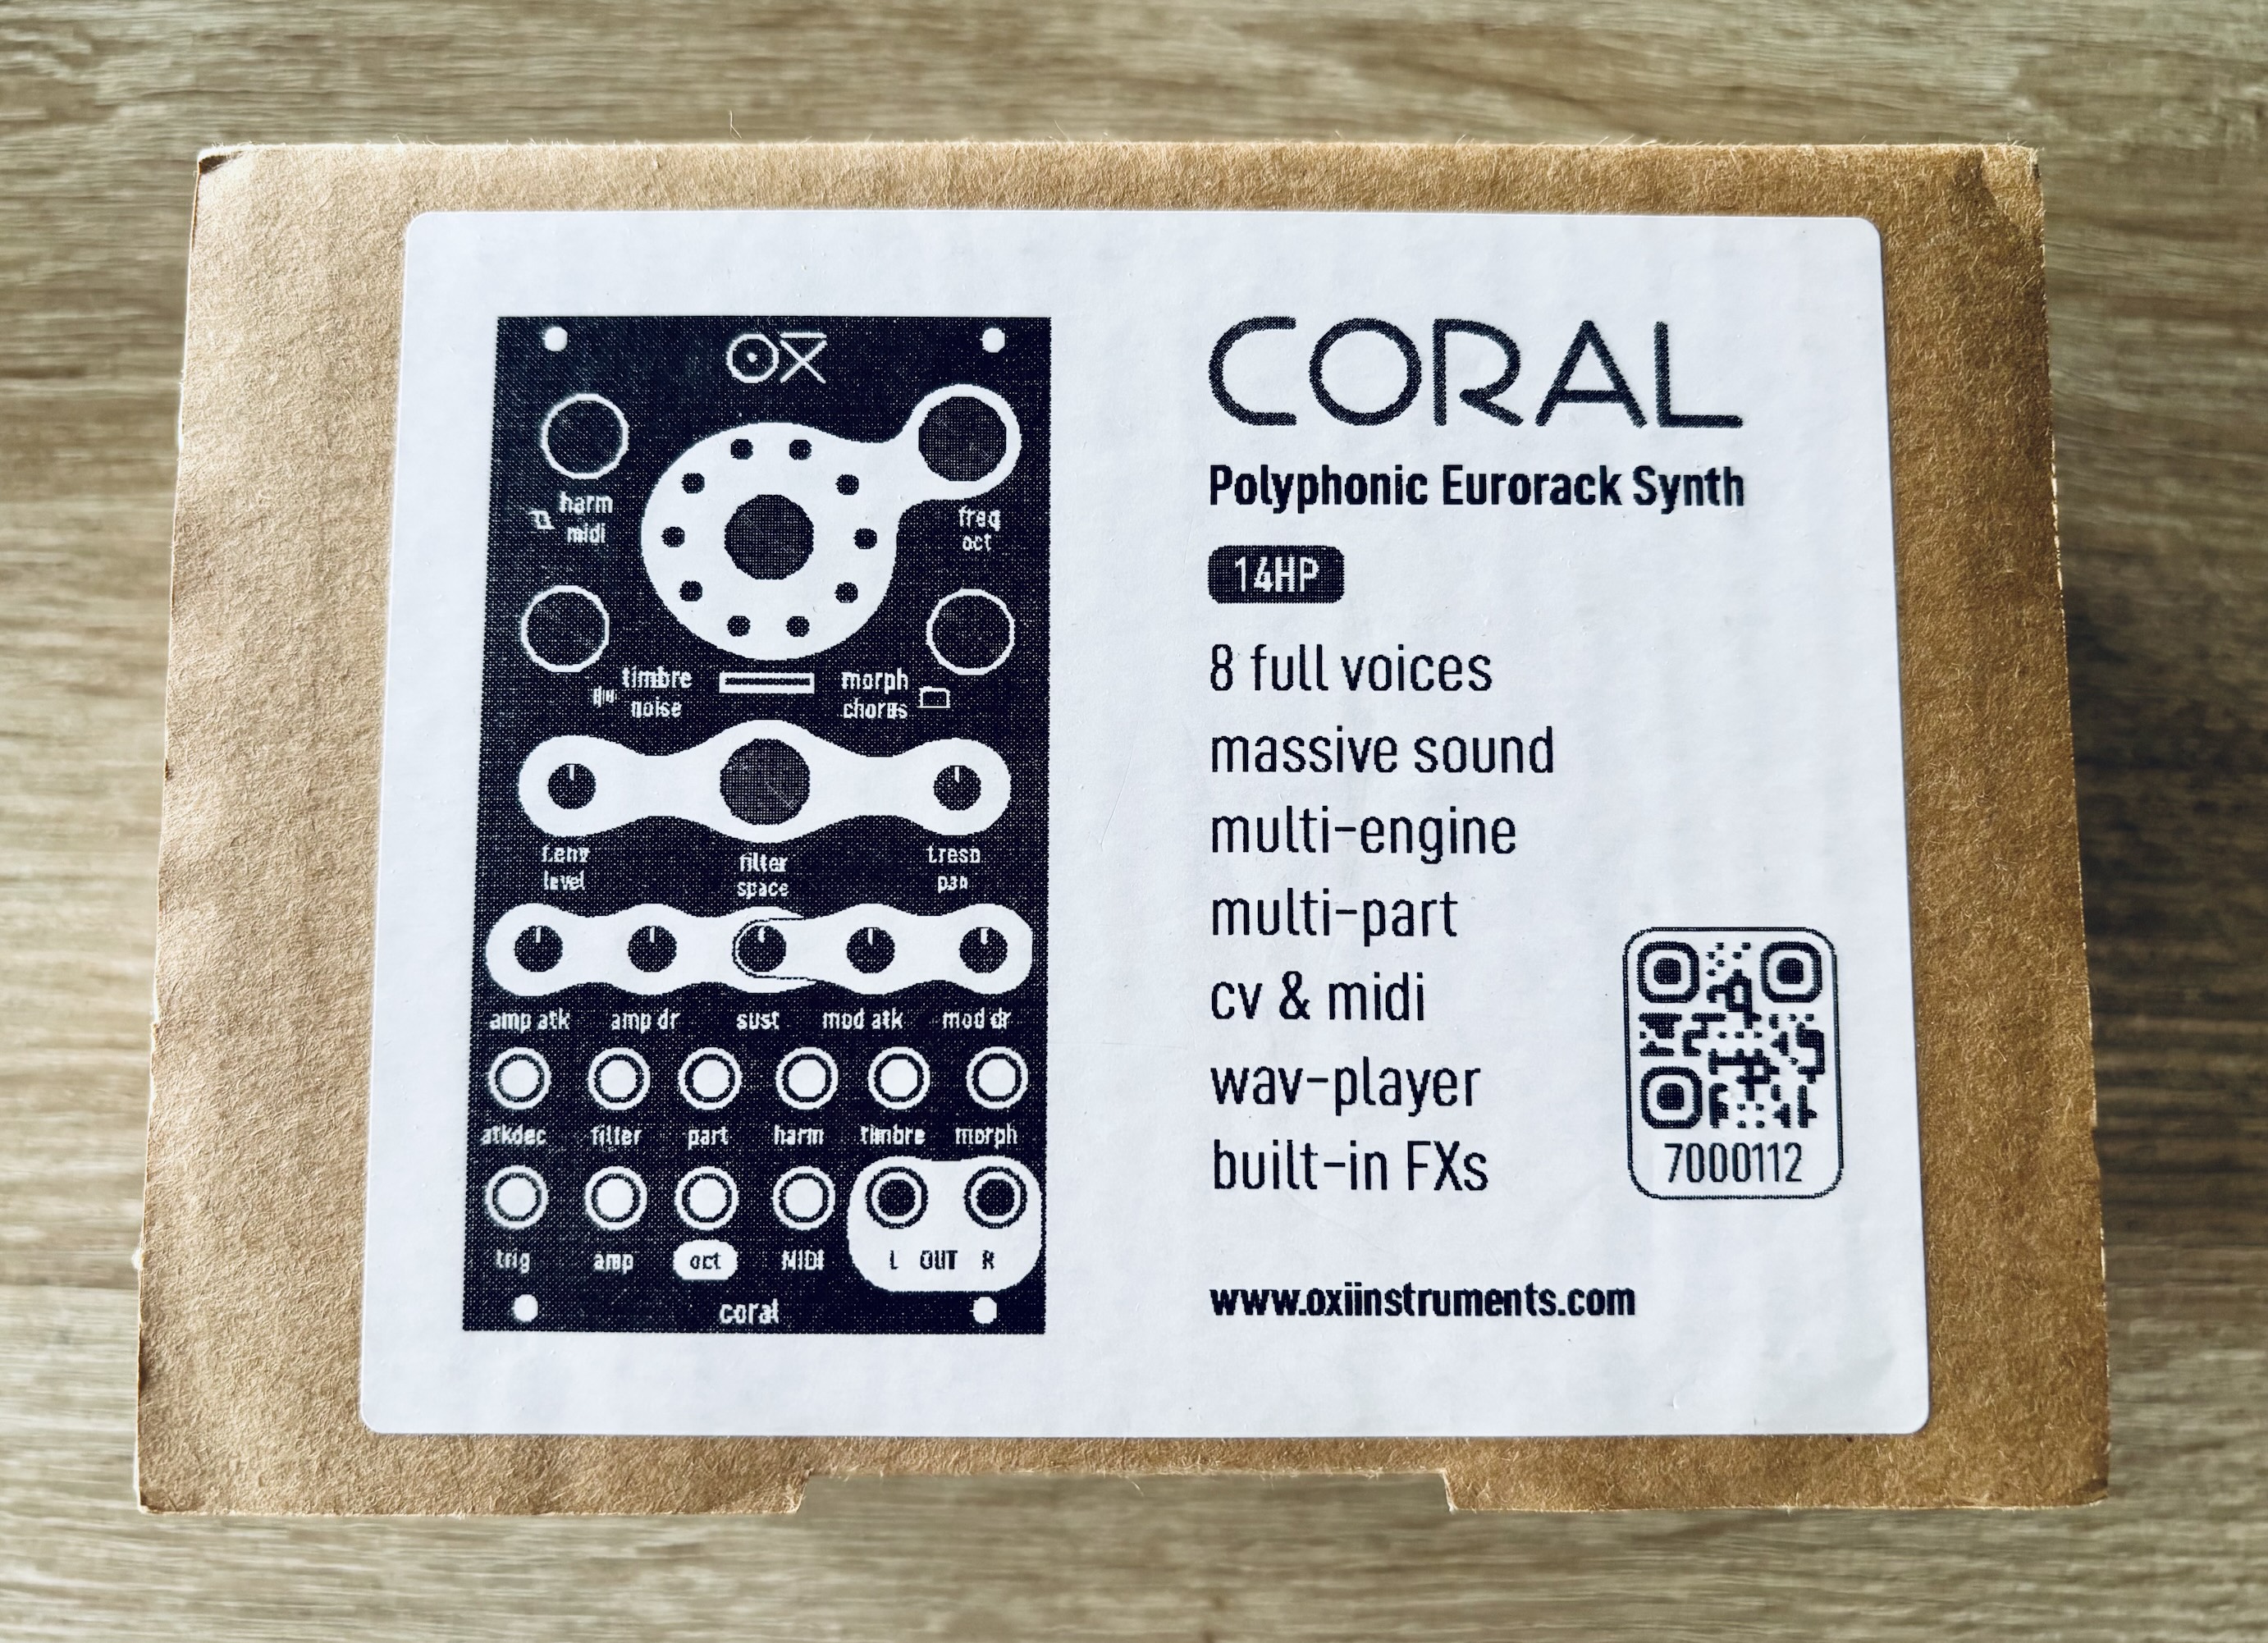 OXI
harm
midi
freq
oct
timbre
noise
morph
chorus
f.env
level
filter
space
f.reso
pan
amp atk amp dr sust mod atk mod dr
atkdec filter part harm timbre morph
trig amp oct MIDI L OUT R
coral
CORAL
Polyphonic Eurorack Synth
14HP
8 full voices
massive sound
multi-engine
multi-part
cv & midi
wav-player
built-in FXs
7000112
www.oxiinstruments.com